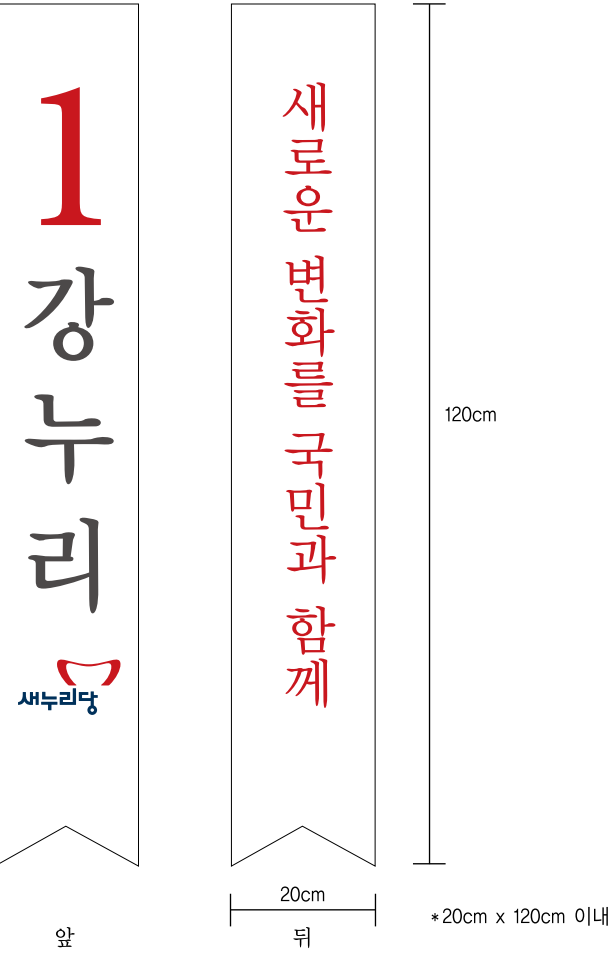 1
강누리
새누리당
앞
새로운 변화를 국민과 함께
뒤
20cm
120cm
*20cm x 120cm 이내